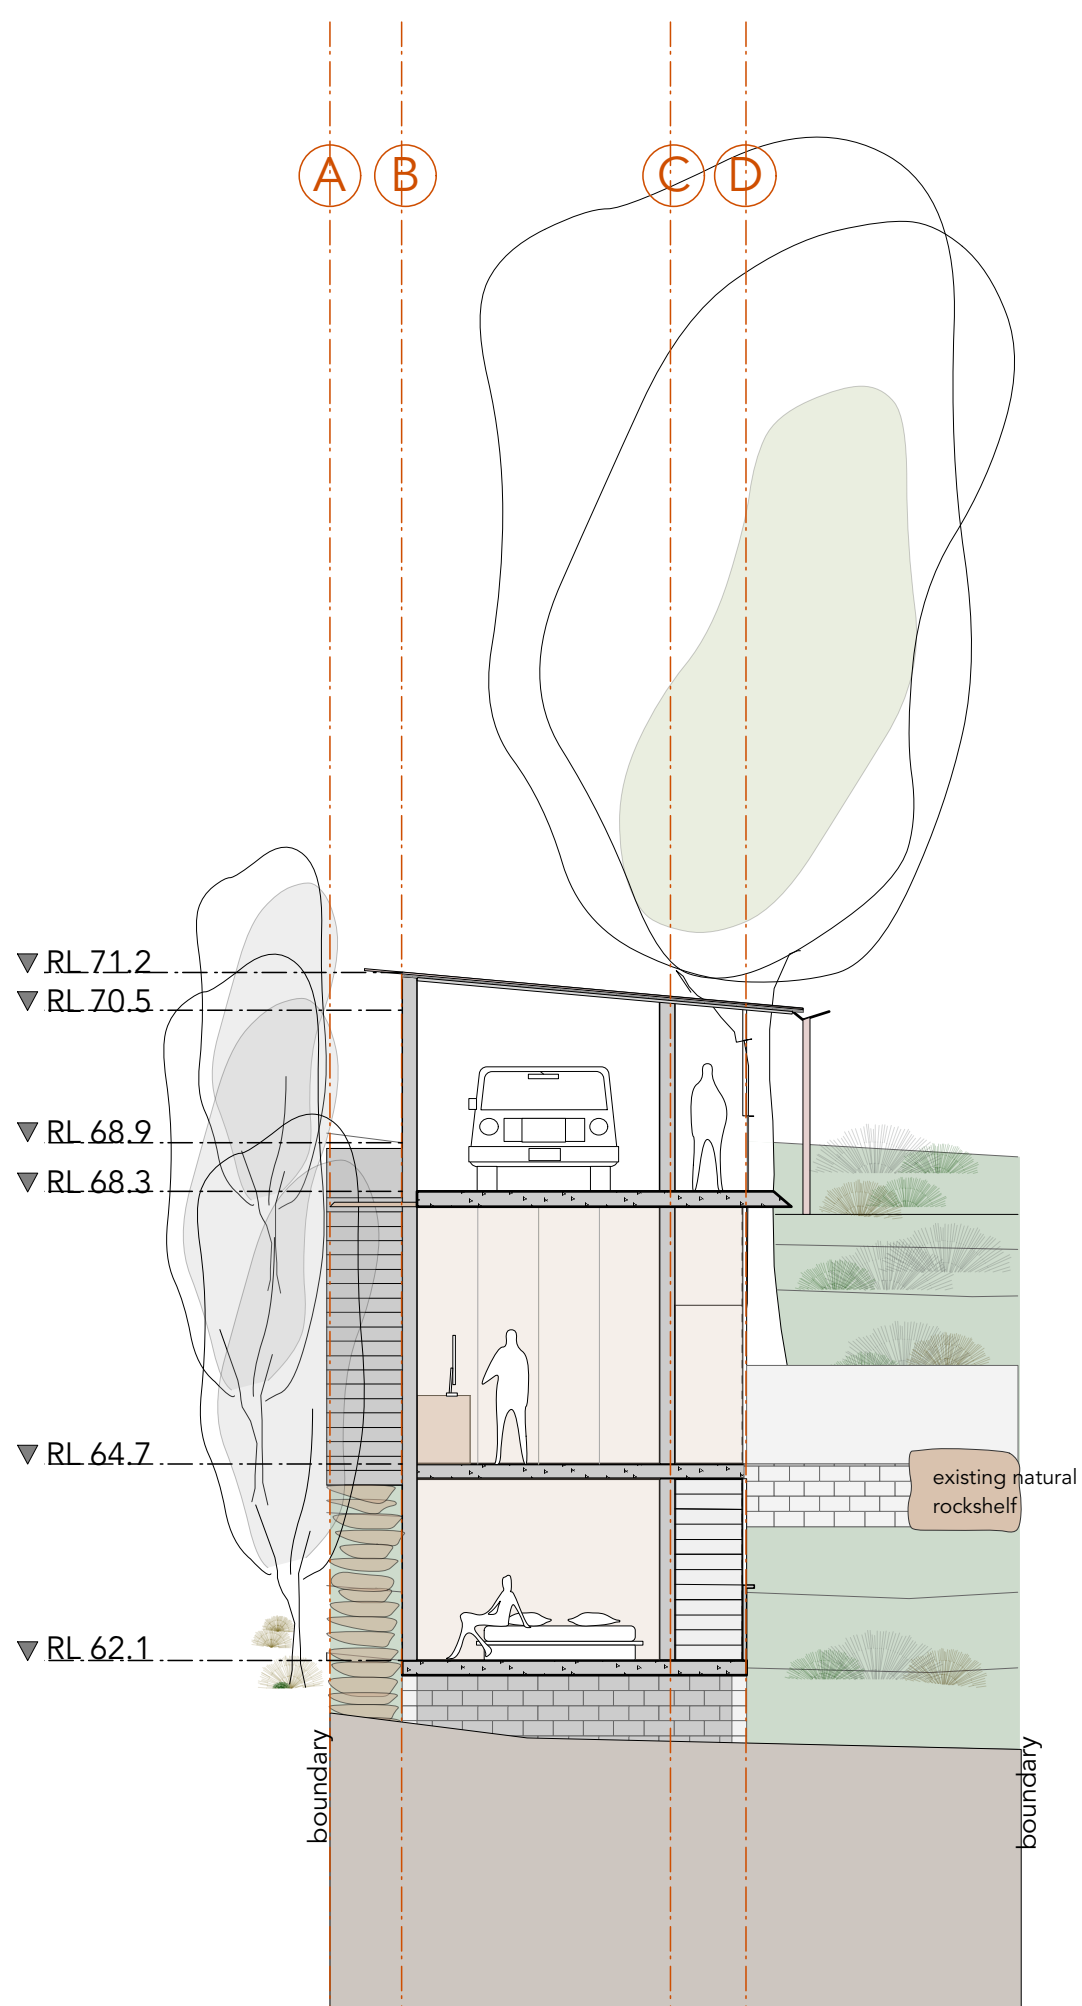 A B C D
RL 71.2
RL 70.5
RL 68.9
RL 68.3
RL 64.7
existing natural
rockshelf
RL 62.1
boundary
boundary